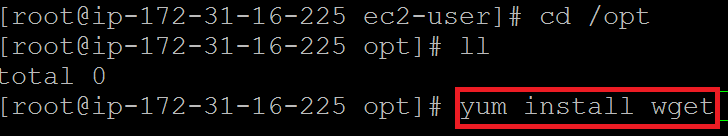 [root@ip-172-31-16-225 ec2-user]# cd /opt
[root@ip-172-31-16-225 opt]# ll
total 0
[root@ip-172-31-16-225 opt]# yum install wget